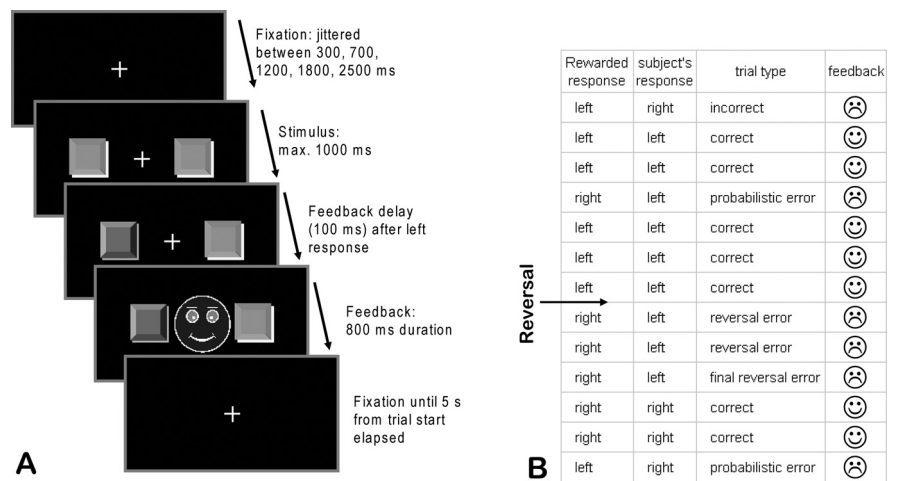 Fixation: jittered
between 300, 700,
1200, 1800, 2500 ms
Stimulus:
max. 1000 ms
Feedback delay
(100 ms) after left
response
Feedback:
800 ms duration
Fixation until 5 s
from trial start
elapsed
A
Rewarded response subject's response trial type feedback
left right incorrect
left left correct
left left correct
right left probabilistic error
left left correct
left left correct
left left correct
Reversal
right left reversal error
right left reversal error
right left final reversal error
right right correct
right right correct
left right probabilistic error
B